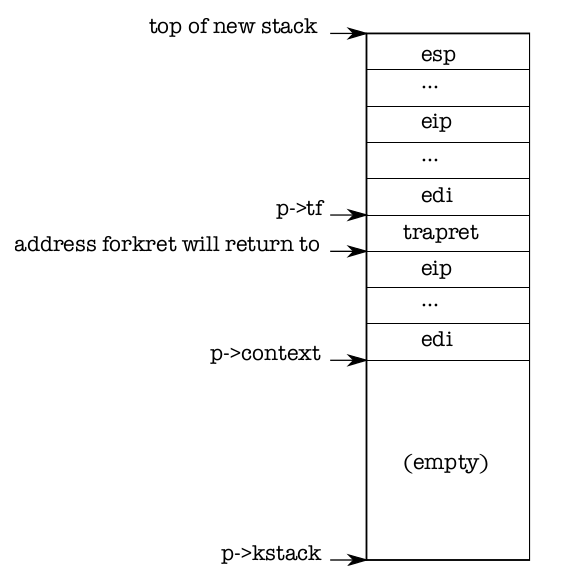 top of new stack
esp
...
eip
...
edi
p->tf
trapret
address forkret will return to
eip
...
edi
p->context
(empty)
p->kstack